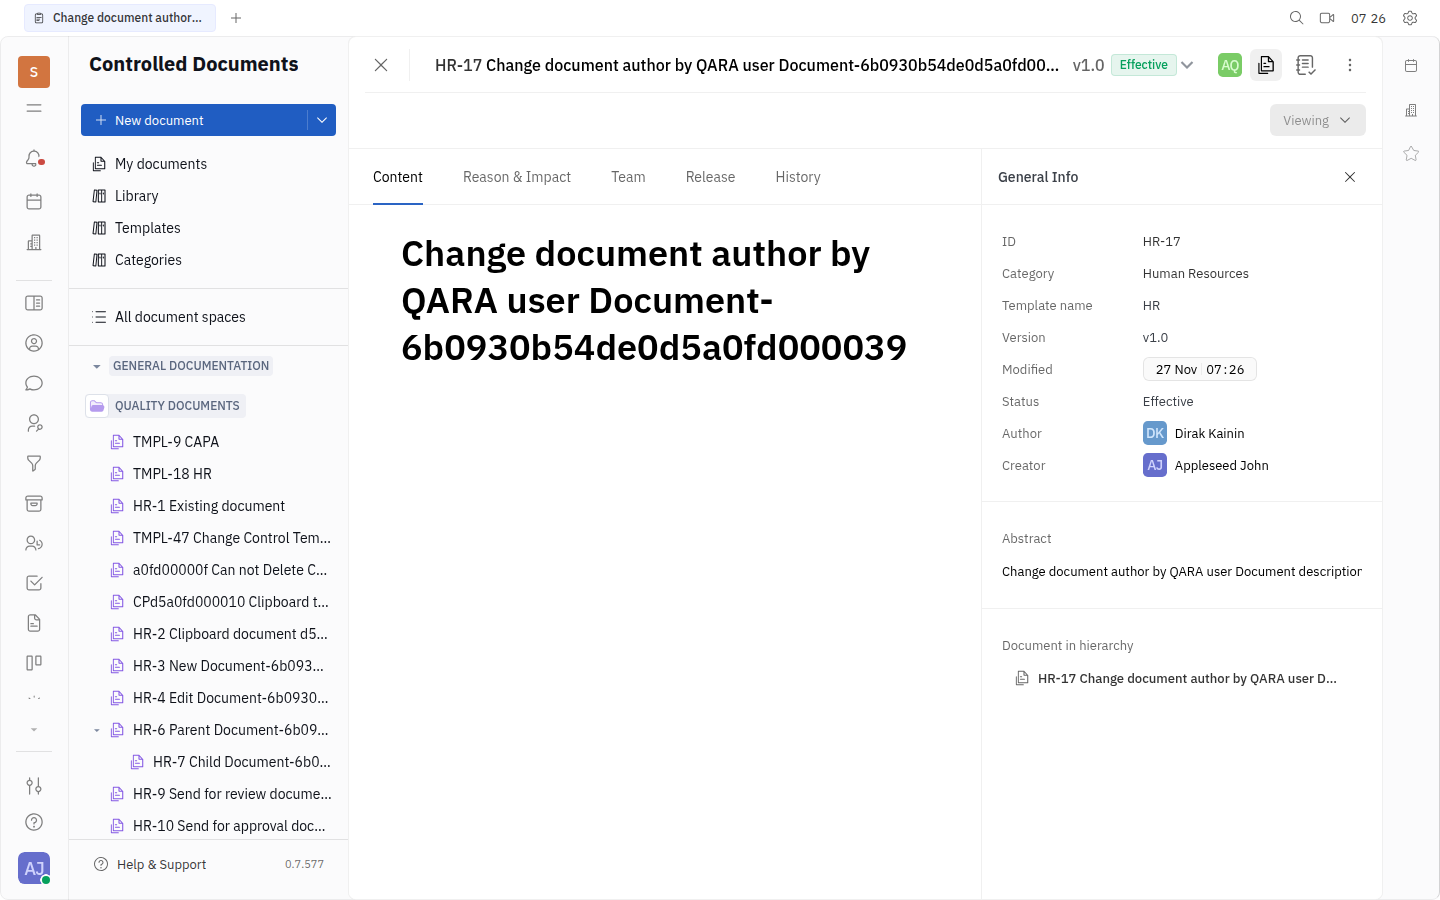 Change document author...
07 26
S
Controlled Documents
New document
My documents
Library
Templates
Categories
All document spaces
GENERAL DOCUMENTATION
QUALITY DOCUMENTS
TMPL-9 CAPA
TMPL-18 HR
HR-1 Existing document
TMPL-47 Change Control Tem...
a0fd00000f Can not Delete C...
CPd5a0fd000010 Clipboard t...
HR-2 Clipboard document d5...
HR-3 New Document-6b093...
HR-4 Edit Document-6b0930...
HR-6 Parent Document-6b09...
HR-7 Child Document-6b0...
HR-9 Send for review docume...
HR-10 Send for approval doc...
Help & Support 0.7.577
AJ
HR-17 Change document author by QARA user Document-6b0930b54de0d5a0fd00... v1.0 Effective AQ
Viewing
Content Reason & Impact Team Release History
Change document author by
QARA user Document-
6b0930b54de0d5a0fd000039
General Info
ID HR-17
Category Human Resources
Template name HR
Version v1.0
Modified 27 Nov 07:26
Status Effective
Author DK Dirak Kainin
Creator AJ Appleseed John
Abstract
Change document author by QARA user Document description
Document in hierarchy
HR-17 Change document author by QARA user D...